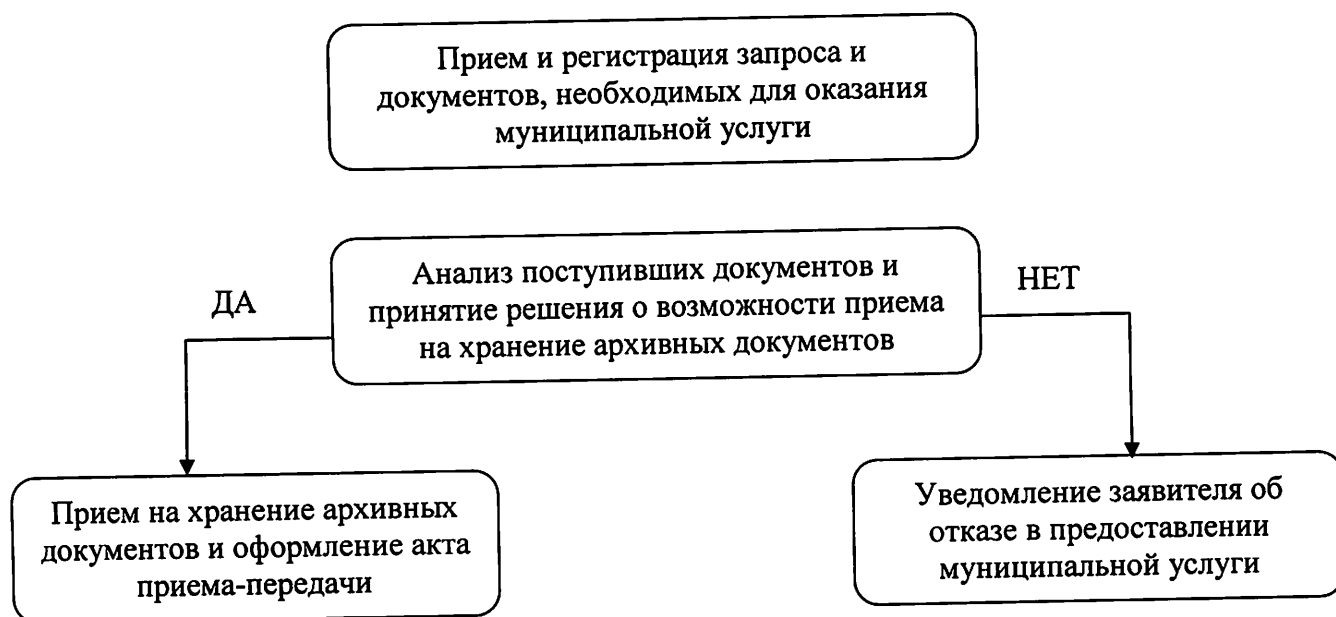 Прием и регистрация запроса и
документов, необходимых для оказания
муниципальной услуги
Анализ поступивших документов и
принятие решения о возможности приема
на хранение архивных документов
ДА
НЕТ
Прием на хранение архивных
документов и оформление акта
приема-передачи
Уведомление заявителя об
отказе в предоставлении
муниципальной услуги